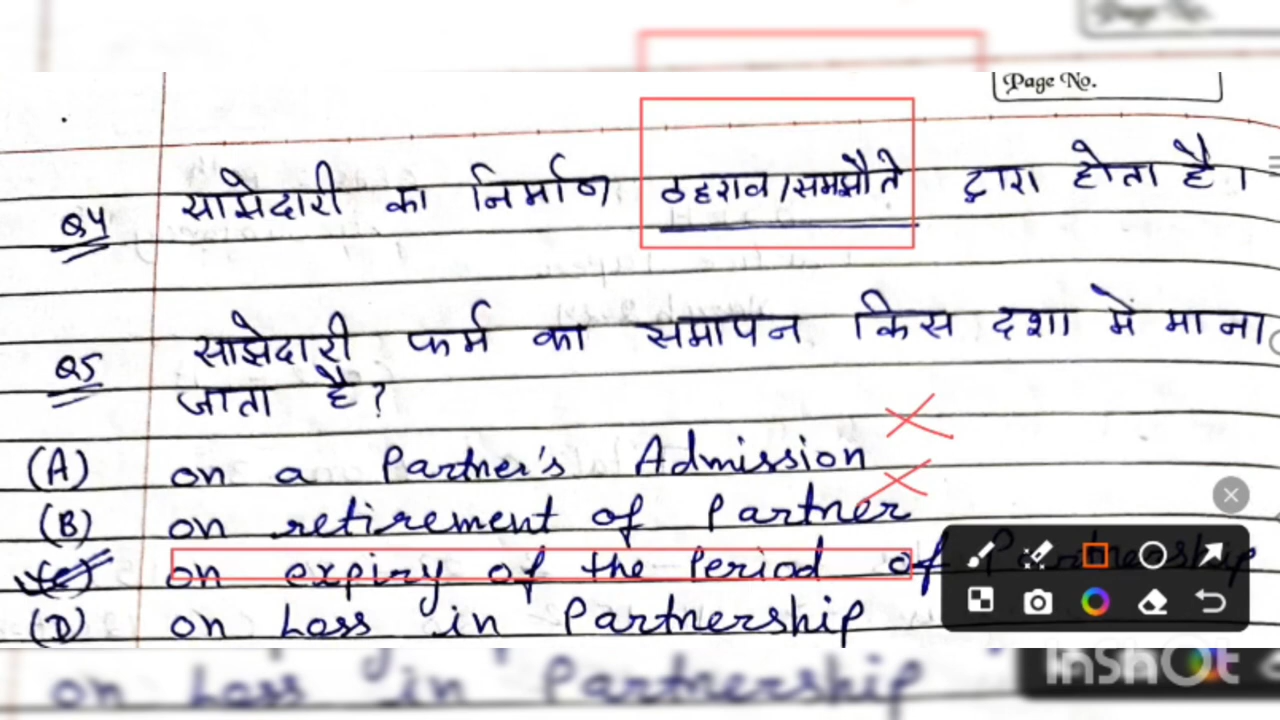 Page No.
Q4 साझेदारी का निर्माण ठहराव/समझौते द्वारा होता है।
Q5 साझेदारी फर्म का समापन किस दशा में माना
जाता है?
(A) on a Partner's Admission
(B) on retirement of Partner
(C) on expiry of the Period of Partnership
(D) on Loss in Partnership
on Loss in Partnership
InShOt